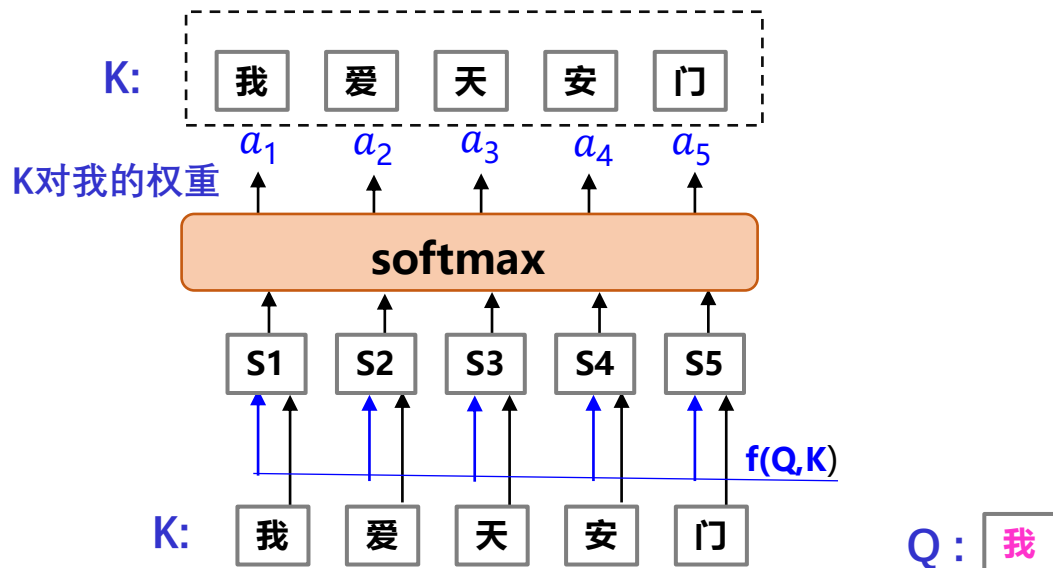 K: 我 爱 天 安 门
a₁ a₂ a₃ a₄ a₅
K对我的权重
softmax
S1 S2 S3 S4 S5
f(Q,K)
K: 我 爱 天 安 门
Q : 我